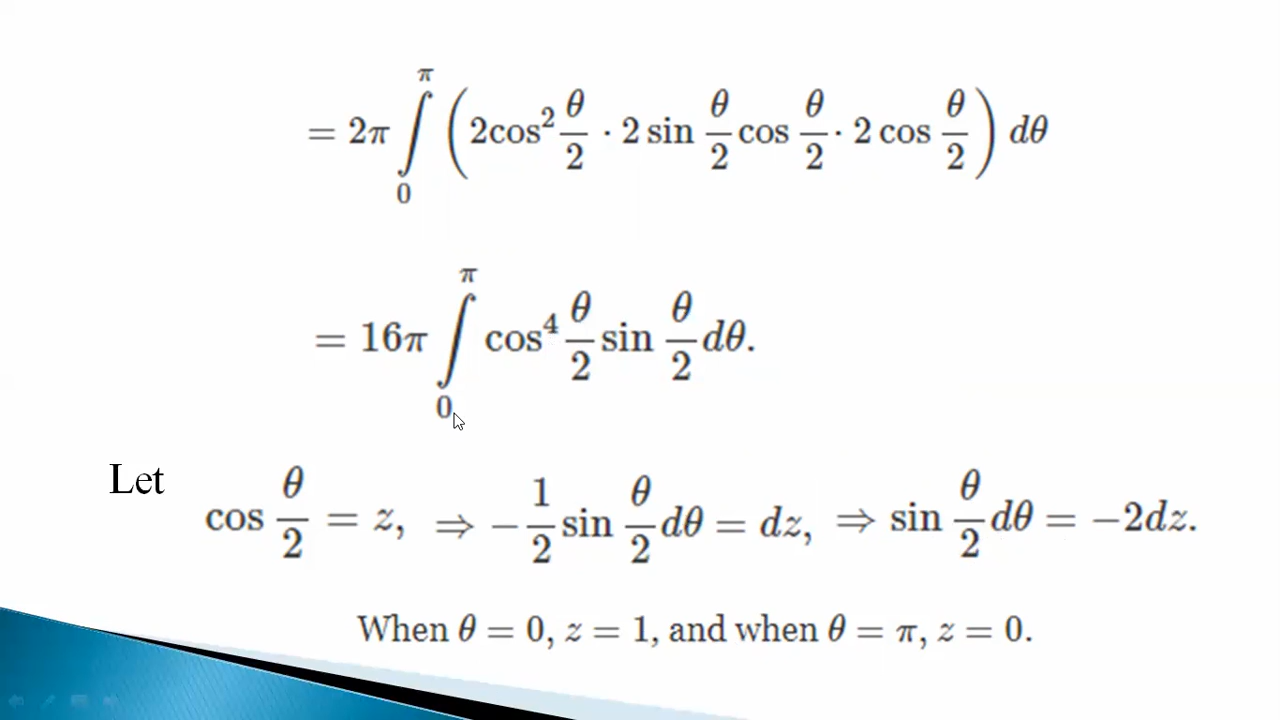 = 2π ∫₀^π (2cos² θ/2 · 2 sin θ/2 cos θ/2 · 2 cos θ/2) dθ
= 16π ∫₀^π cos⁴ θ/2 sin θ/2 dθ.
Let cos θ/2 = z, ⇒ −1/2 sin θ/2 dθ = dz, ⇒ sin θ/2 dθ = −2dz.
When θ = 0, z = 1, and when θ = π, z = 0.